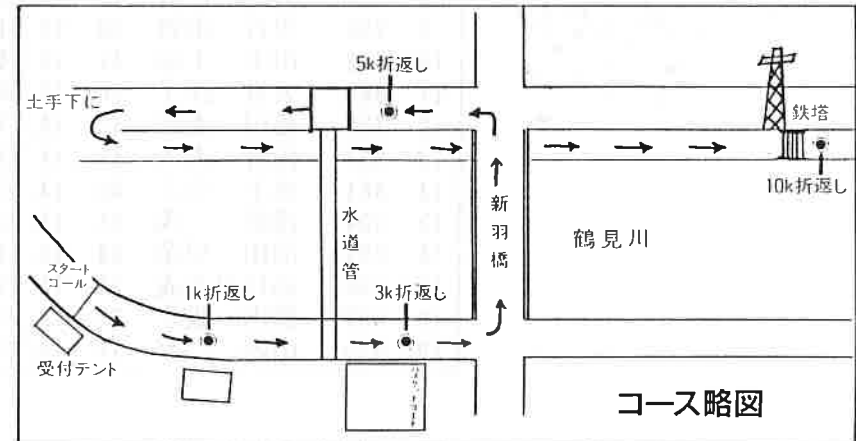 5k折返し
土手下に
鉄塔
10k折返し
水道管
新羽橋
鶴見川
スタート
コール
1k折返し
3k折返し
受付テント
コース略図